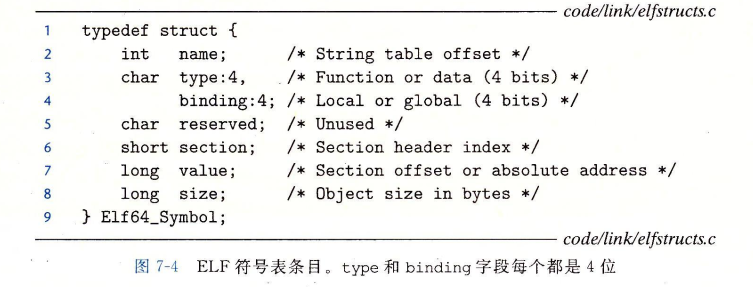 code/link/elfstructs.c
1 typedef struct {
2 int name; /* String table offset */
3 char type:4, /* Function or data (4 bits) */
4 binding:4; /* Local or global (4 bits) */
5 char reserved; /* Unused */
6 short section; /* Section header index */
7 long value; /* Section offset or absolute address */
8 long size; /* Object size in bytes */
9 } Elf64_Symbol;
code/link/elfstructs.c
图 7-4 ELF 符号表条目。type 和 binding 字段每个都是 4 位